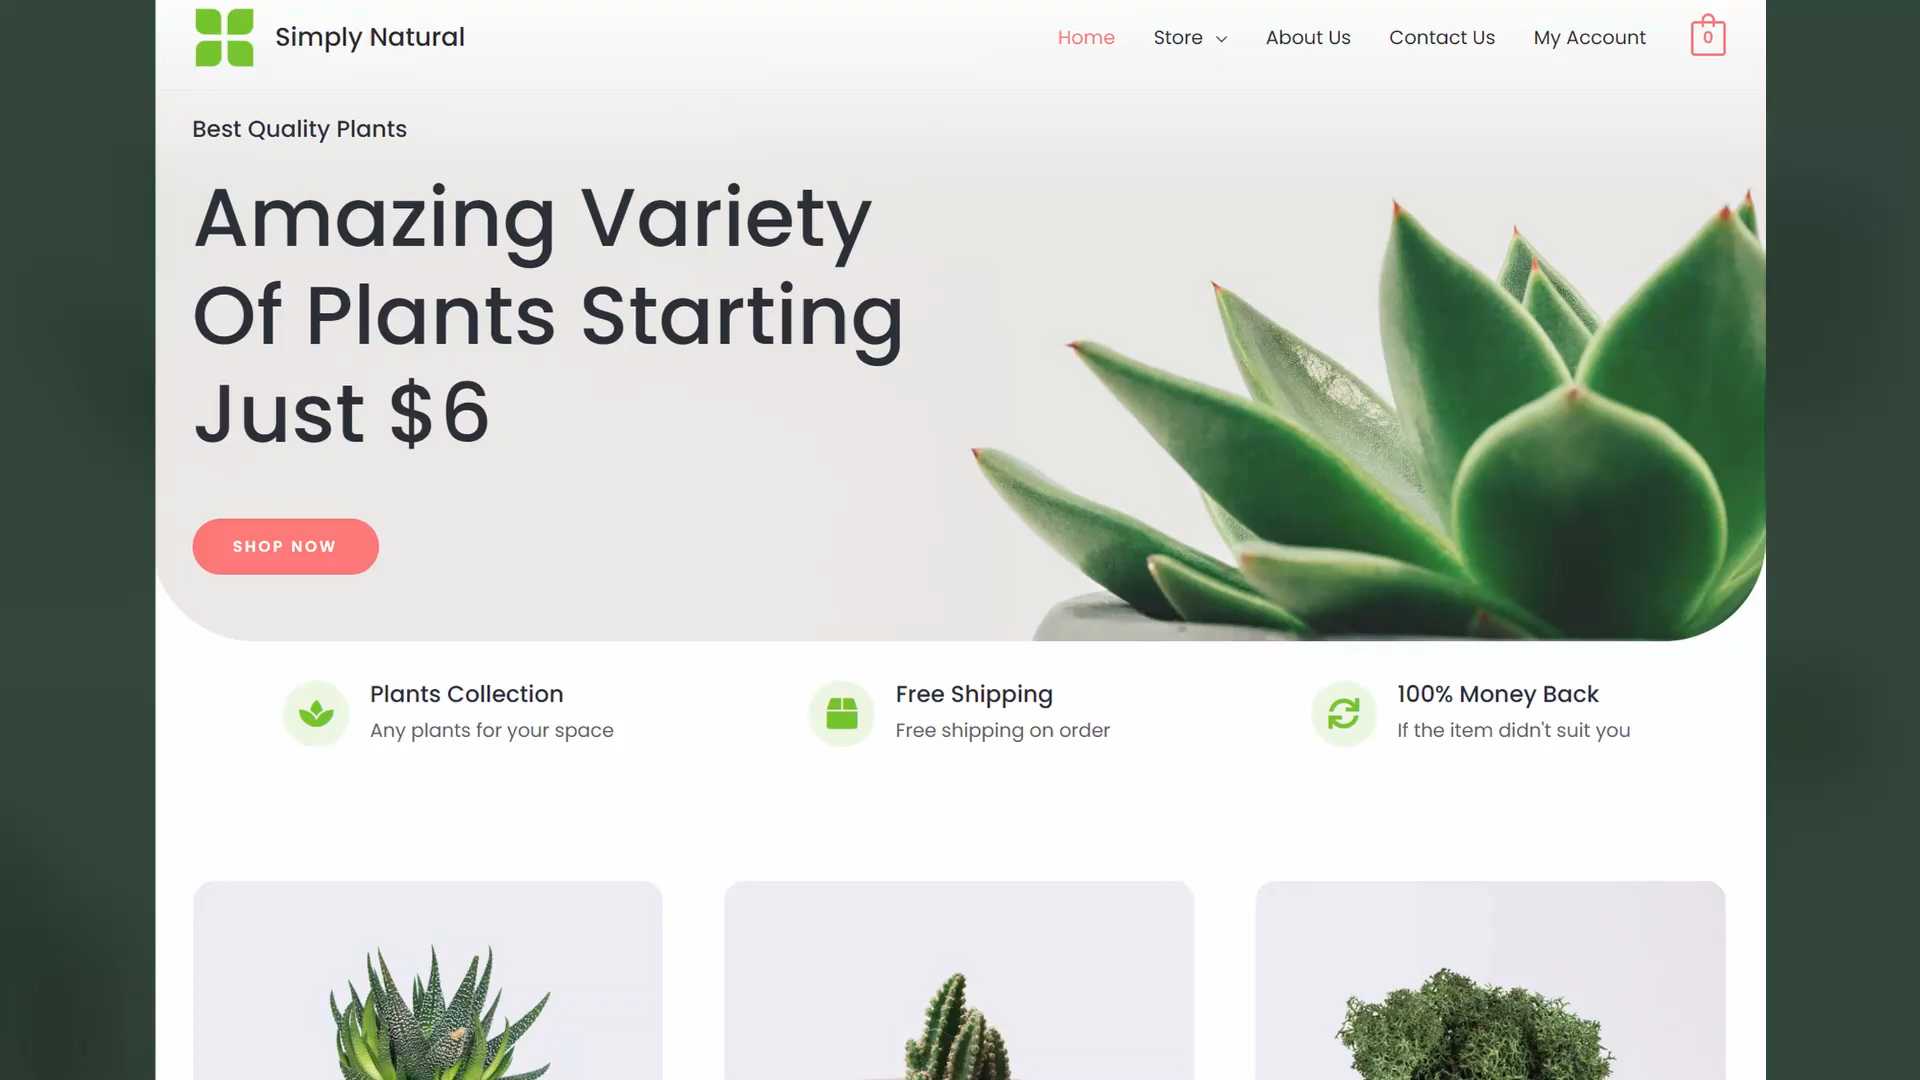 Simply Natural
Home
Store
About Us
Contact Us
My Account
0
Best Quality Plants
Amazing Variety
Of Plants Starting
Just $6
SHOP NOW
Plants Collection
Any plants for your space
Free Shipping
Free shipping on order
100% Money Back
If the item didn't suit you